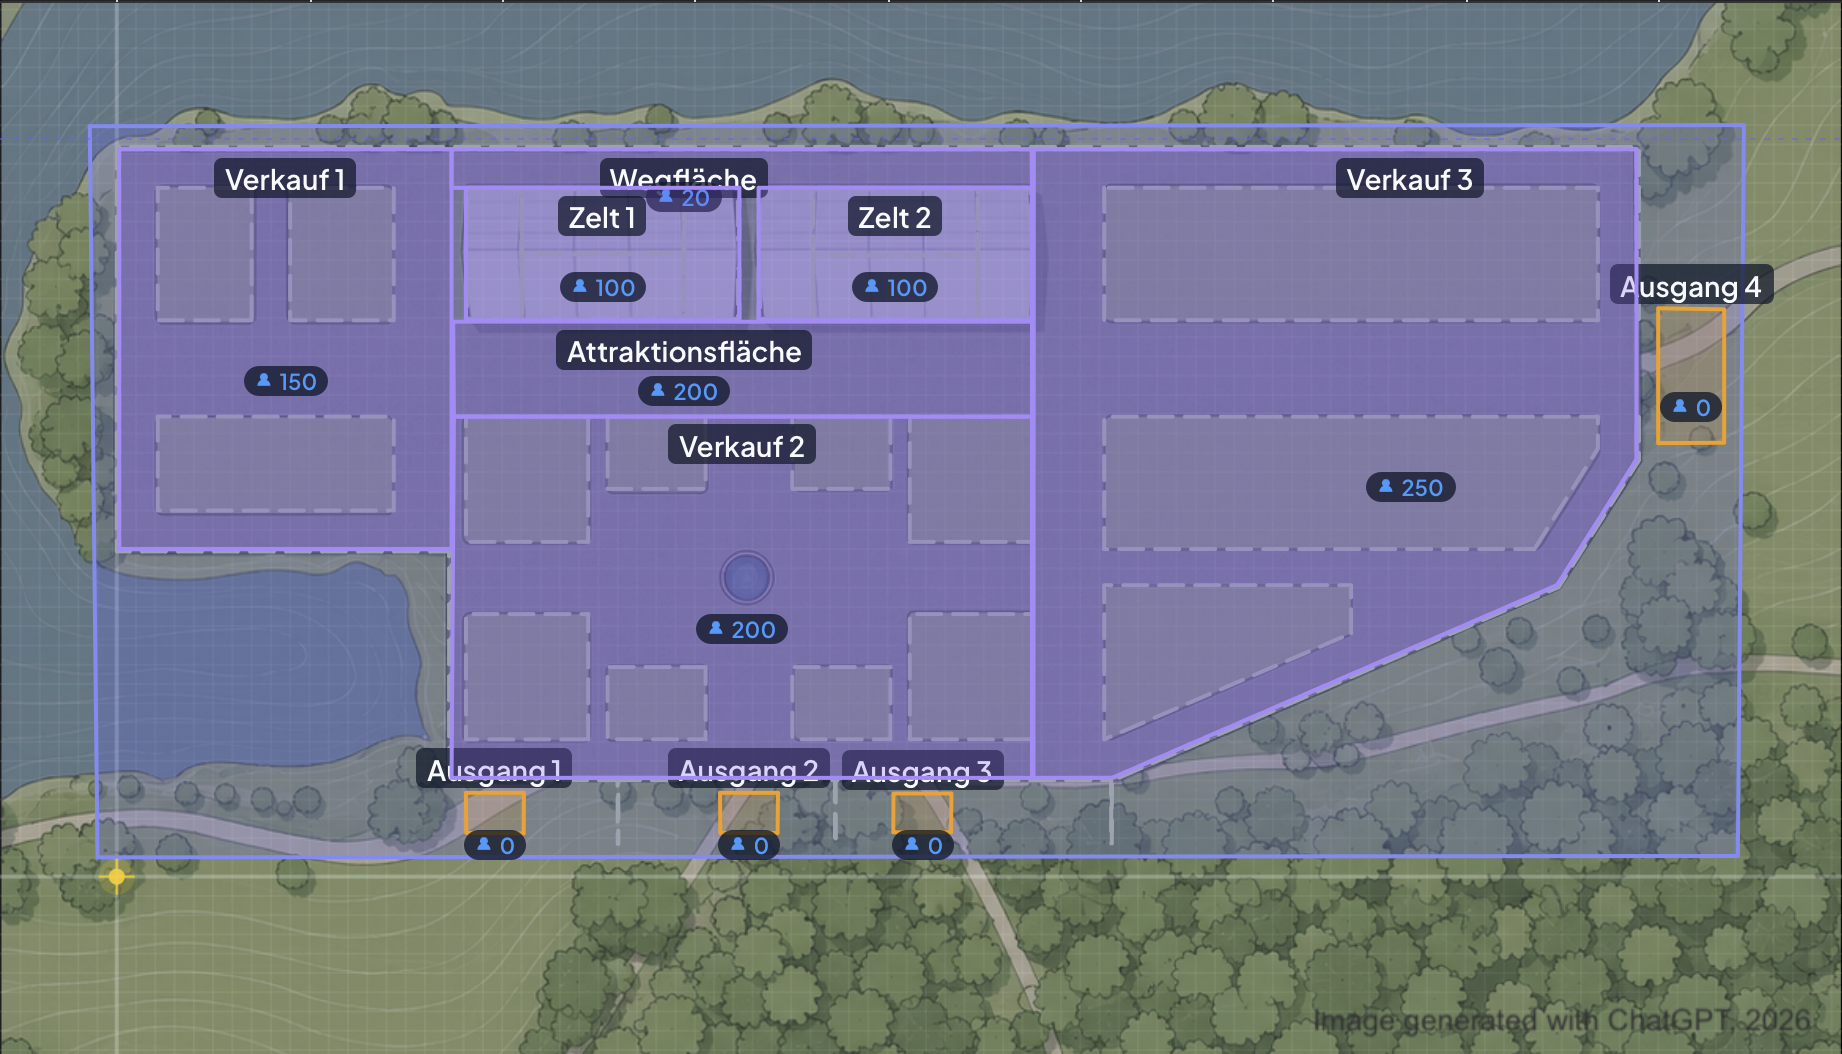 Verkauf 1
Wegfläche
Verkauf 3
20
Zelt 1
Zelt 2
Ausgang 4
100
100
Attraktionsfläche
150
200
0
Verkauf 2
250
200
Ausgang 1
Ausgang 2
Ausgang 3
0
0
0
Image generated with ChatGPT, 2026